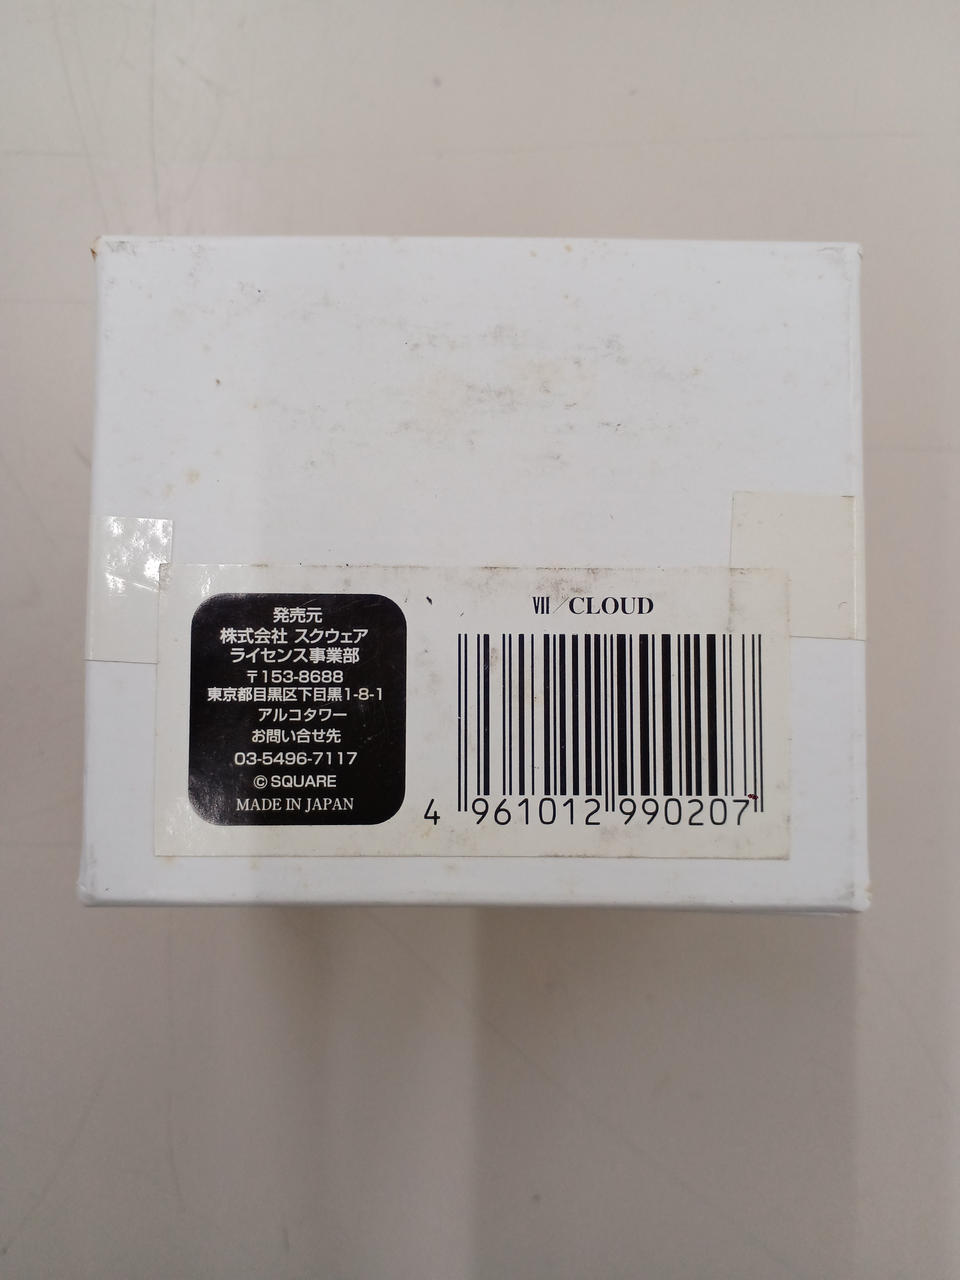 発売元
株式会社 スクウェア
ライセンス事業部
〒153-8688
東京都目黒区下目黒1-8-1
アルコタワー
お問い合せ先
03-5496-7117
© SQUARE
MADE IN JAPAN
VII/CLOUD
4 961012 990207